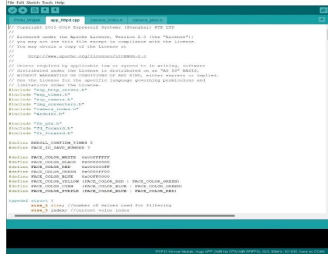 File Edit Sketch Tools Help
app_httpd.cpp
camera_index.h
camera_pins.h
// Copyright 2015-2016 Espressif Systems (Shanghai) PTE LTD
//
// Licensed under the Apache License, Version 2.0 (the "License");
// you may not use this file except in compliance with the License.
// You may obtain a copy of the License at
//
// http://www.apache.org/licenses/LICENSE-2.0
//
// Unless required by applicable law or agreed to in writing, software
// distributed under the License is distributed on an "AS IS" BASIS,
// WITHOUT WARRANTIES OR CONDITIONS OF ANY KIND, either express or implied.
// See the License for the specific language governing permissions and
// limitations under the License.
#include "esp_http_server.h"
#include "esp_timer.h"
#include "esp_camera.h"
#include "img_converters.h"
#include "camera_index.h"
#include "Arduino.h"
#include "fb_gfx.h"
#include "fd_forward.h"
#include "fr_forward.h"
#define ENROLL_CONFIRM_TIMES 5
#define FACE_ID_SAVE_NUMBER 7
#define FACE_COLOR_WHITE 0x00FFFFFF
#define FACE_COLOR_BLACK 0x00000000
#define FACE_COLOR_RED 0x000000FF
#define FACE_COLOR_GREEN 0x0000FF00
#define FACE_COLOR_BLUE 0x00FF0000
#define FACE_COLOR_YELLOW (FACE_COLOR_RED | FACE_COLOR_GREEN)
#define FACE_COLOR_CYAN (FACE_COLOR_BLUE | FACE_COLOR_GREEN)
#define FACE_COLOR_PURPLE (FACE_COLOR_BLUE | FACE_COLOR_RED)
typedef struct {
size_t size; //number of values used for filtering
size_t index; //current value index